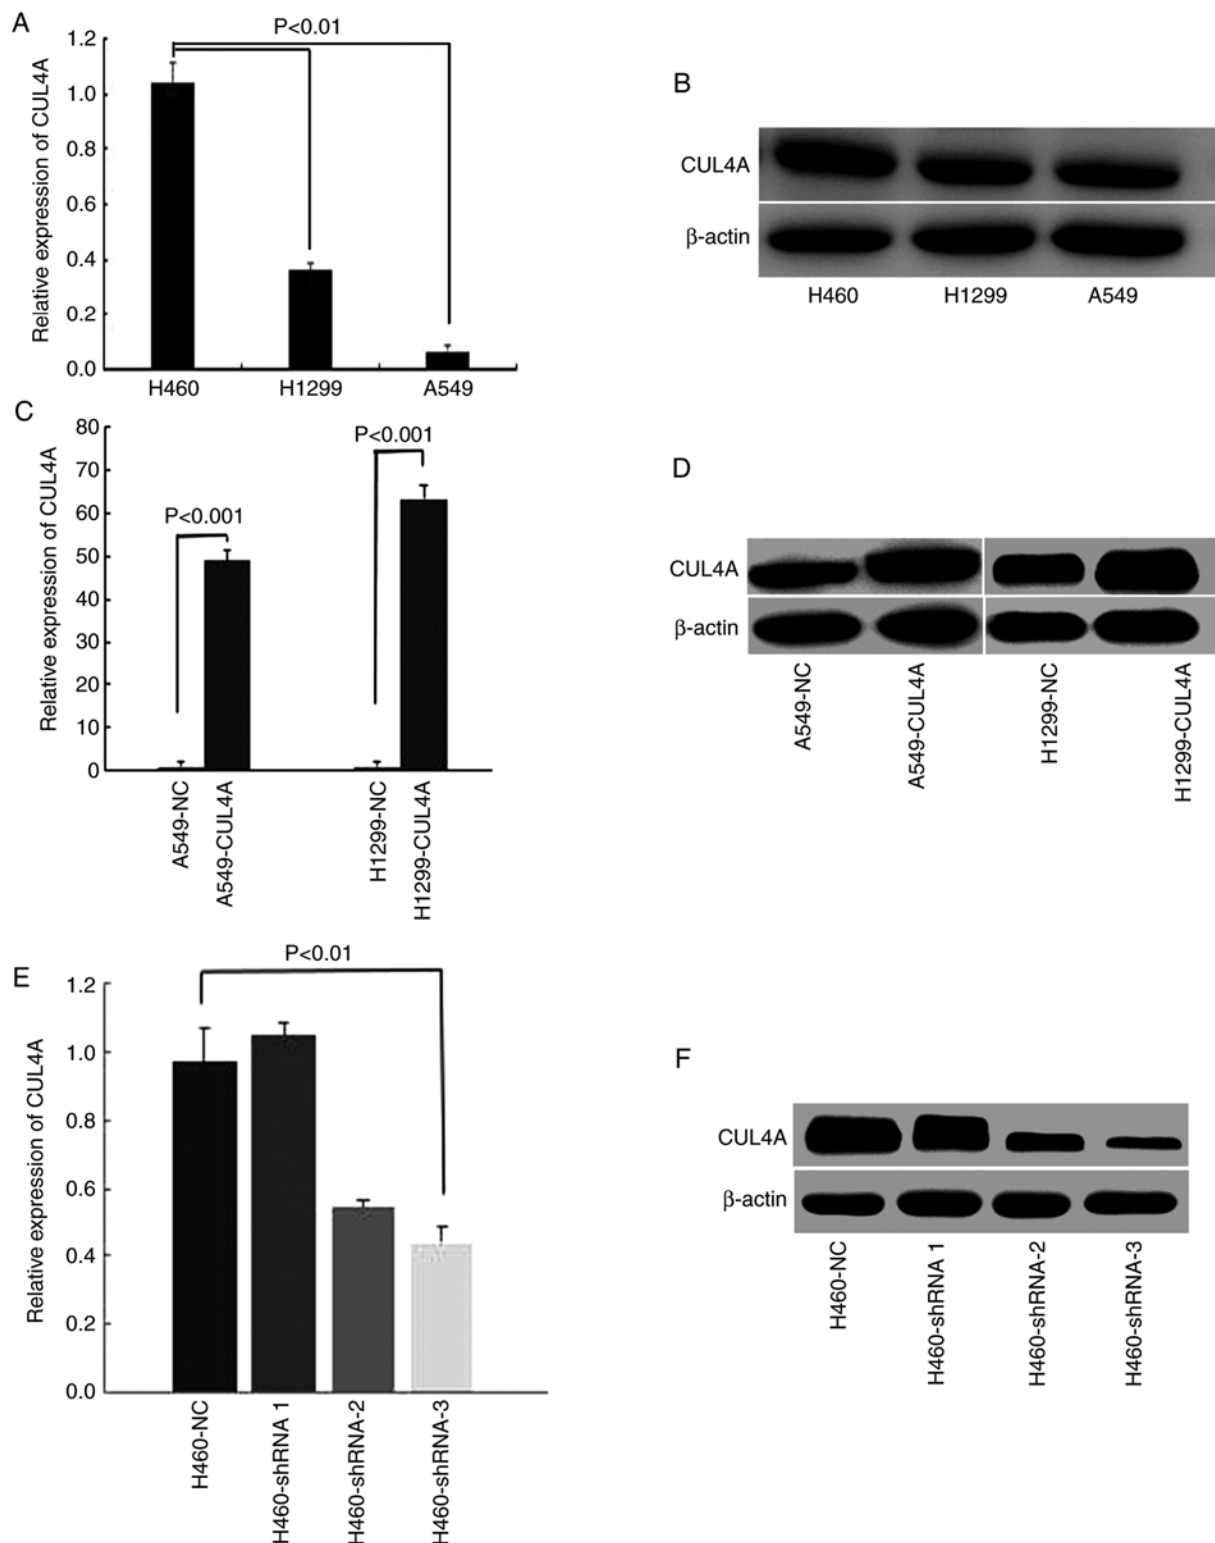 A
P<0.01
Relative expression of CUL4A
1.2
1.0
0.8
0.6
0.4
0.2
0.0
H460 H1299 A549
B
CUL4A
β-actin
H460 H1299 A549
C
P<0.001
P<0.001
Relative expression of CUL4A
80
70
60
50
40
30
20
10
0
A549-NC
A549-CUL4A
H1299-NC
H1299-CUL4A
D
CUL4A
β-actin
A549-NC
A549-CUL4A
H1299-NC
H1299-CUL4A
E
P<0.01
Relative expression of CUL4A
1.2
1.0
0.8
0.6
0.4
0.2
0.0
H460-NC
H460-shRNA 1
H460-shRNA-2
H460-shRNA-3
F
CUL4A
β-actin
H460-NC
H460-shRNA 1
H460-shRNA-2
H460-shRNA-3